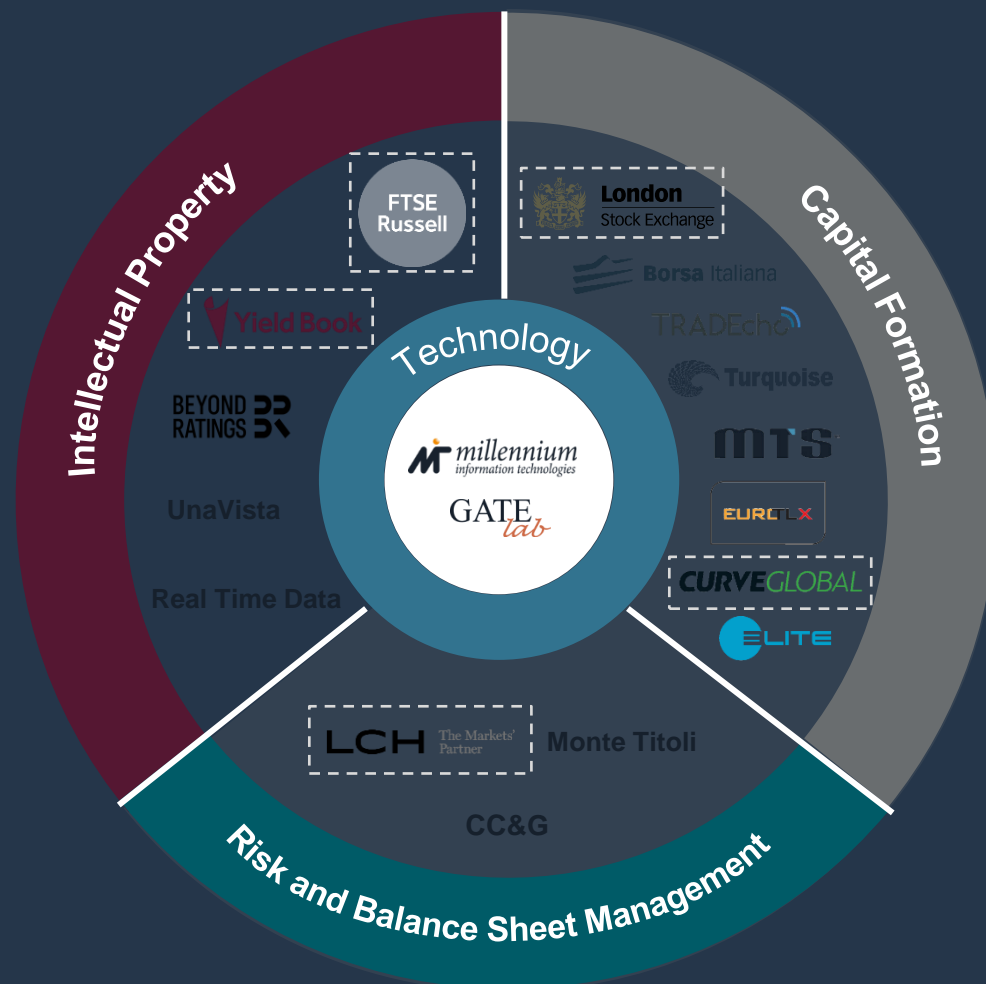 Intellectual Property
FTSE
Russell
Yield Book
BEYOND
RATINGS
UnaVista
Real Time Data
Capital Formation
London
Stock Exchange
Borsa Italiana
TRADEcho
Turquoise
MTS
EUROTLX
CURVEGLOBAL
ELITE
Technology
millennium
information technologies
GATE
lab
LCH
The Markets'
Partner
Monte Titoli
CC&G
Risk and Balance Sheet Management